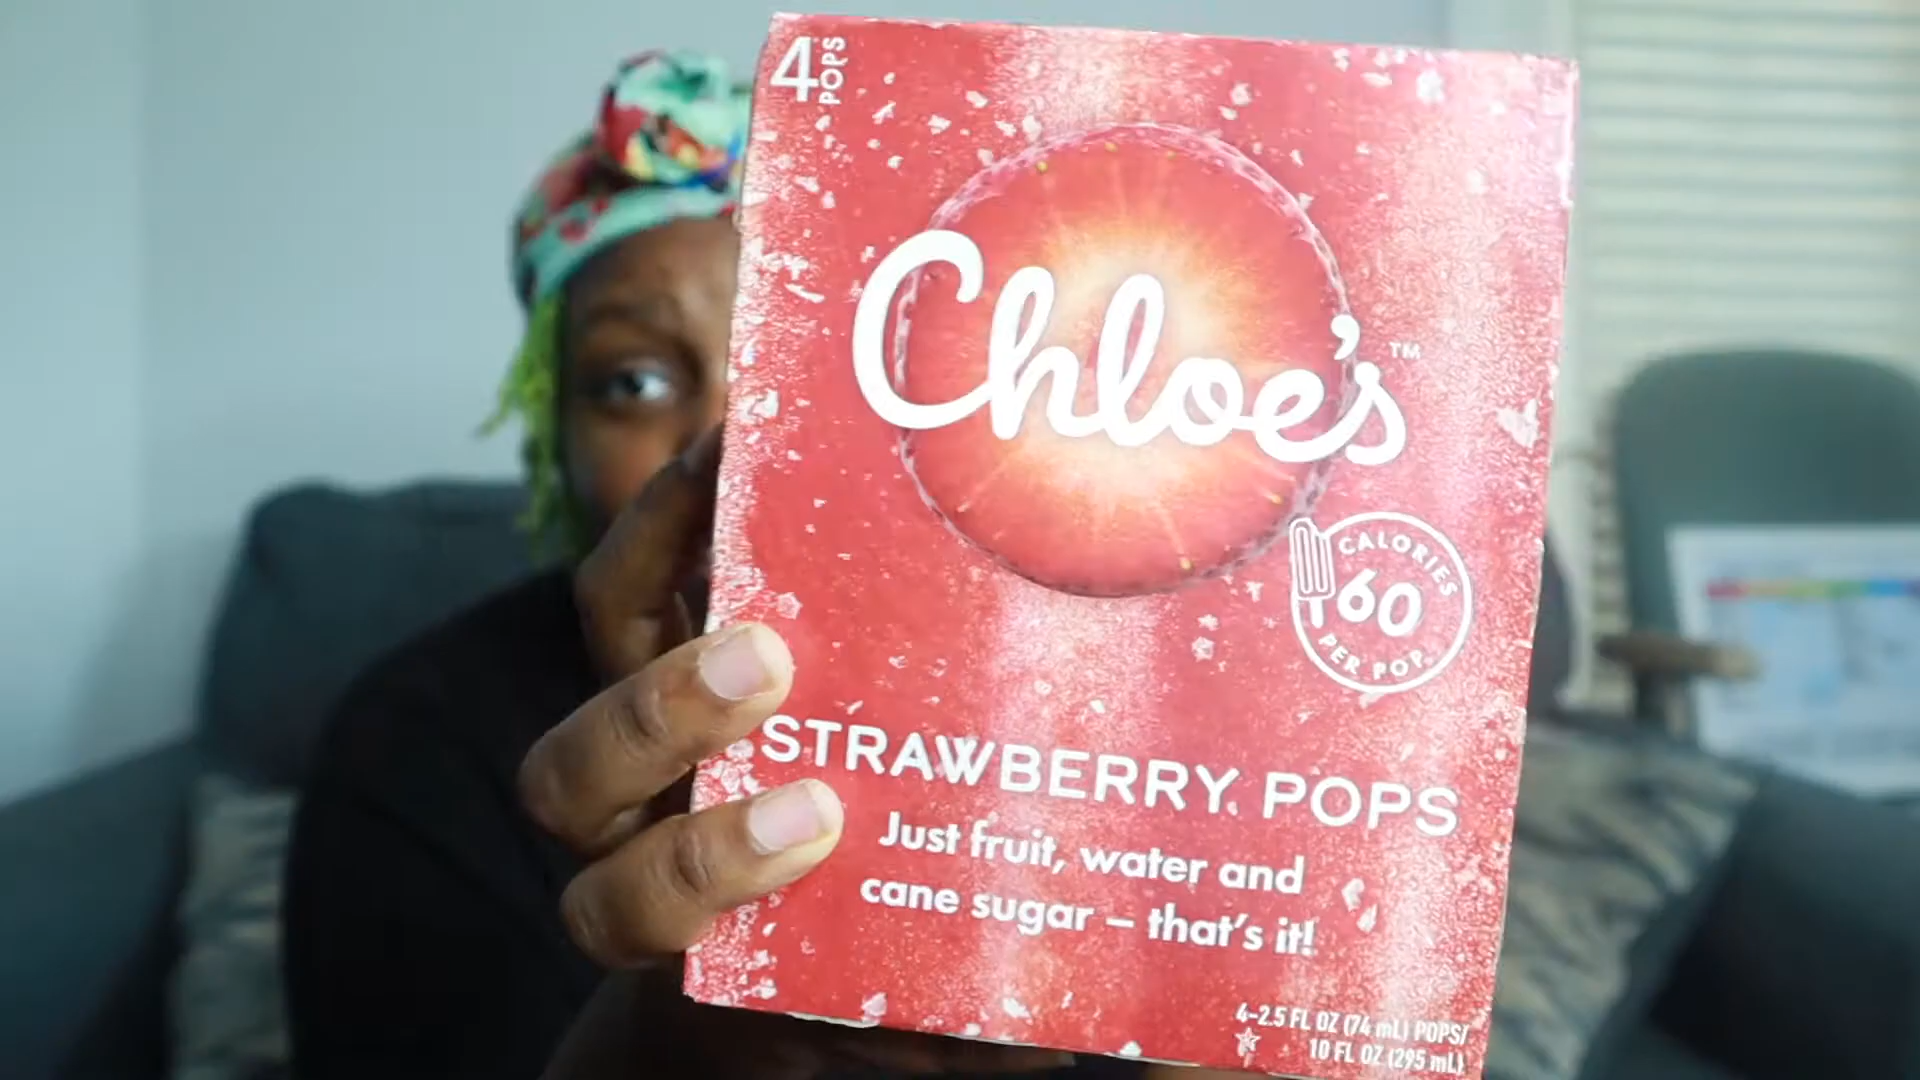 4 POPS
Chloe's™
CALORIES
60
PER POP
STRAWBERRY POPS
Just fruit, water and
cane sugar – that's it!
4-2.5 FL OZ (74 mL) POPS/
10 FL OZ (295 mL)